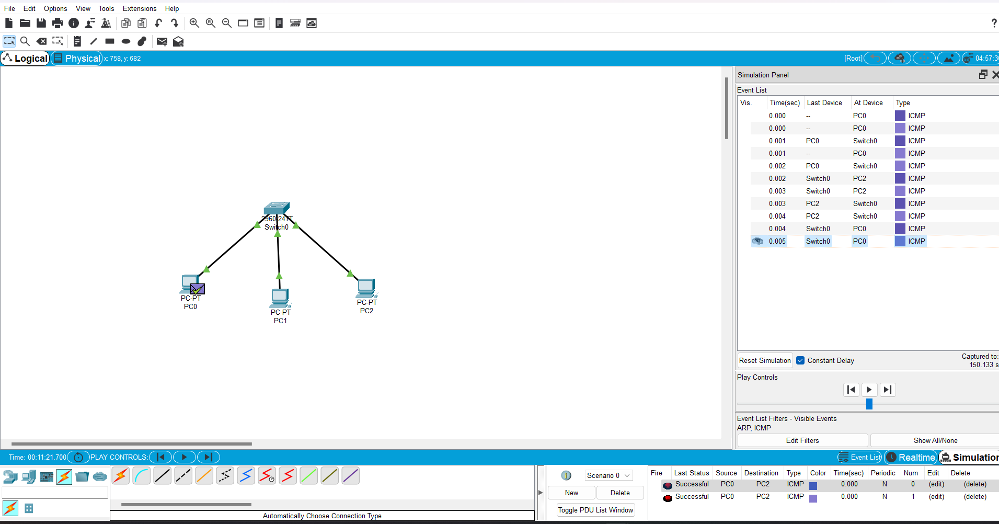 File Edit Options View Tools Extensions Help
?
Logical Physical x: 758, y: 682 [Root] 04:57:3
Simulation Panel
Event List
Vis. Time(sec) Last Device At Device Type
0.000 -- PC0 ICMP
0.000 -- PC0 ICMP
0.001 PC0 Switch0 ICMP
0.001 -- PC0 ICMP
0.002 PC0 Switch0 ICMP
0.002 Switch0 PC2 ICMP
0.003 Switch0 PC2 ICMP
0.003 PC2 Switch0 ICMP
0.004 PC2 Switch0 ICMP
0.004 Switch0 PC0 ICMP
0.005 Switch0 PC0 ICMP
2960-24TT
Switch0
PC-PT
PC0
PC-PT
PC1
PC-PT
PC2
Reset Simulation Constant Delay Captured to:
150.133 s
Play Controls
Event List Filters - Visible Events
ARP, ICMP
Edit Filters Show All/None
Time: 00:11:21.700 PLAY CONTROLS: Event List Realtime Simulation
Scenario 0
New Delete
Toggle PDU List Window
Fire Last Status Source Destination Type Color Time(sec) Periodic Num Edit Delete
Successful PC0 PC2 ICMP 0.000 N 0 (edit) (delete)
Successful PC0 PC2 ICMP 0.000 N 1 (edit) (delete)
Automatically Choose Connection Type